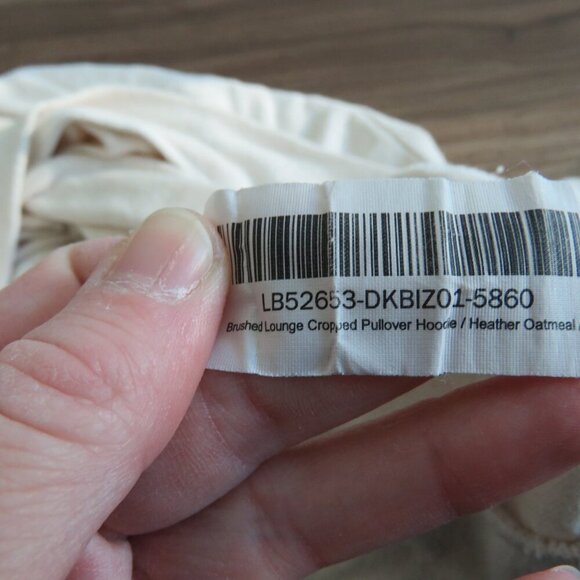 LB52653-DKBIZ01-5860
Brushed Lounge Cropped Pullover Hoodie / Heather Oatmeal /